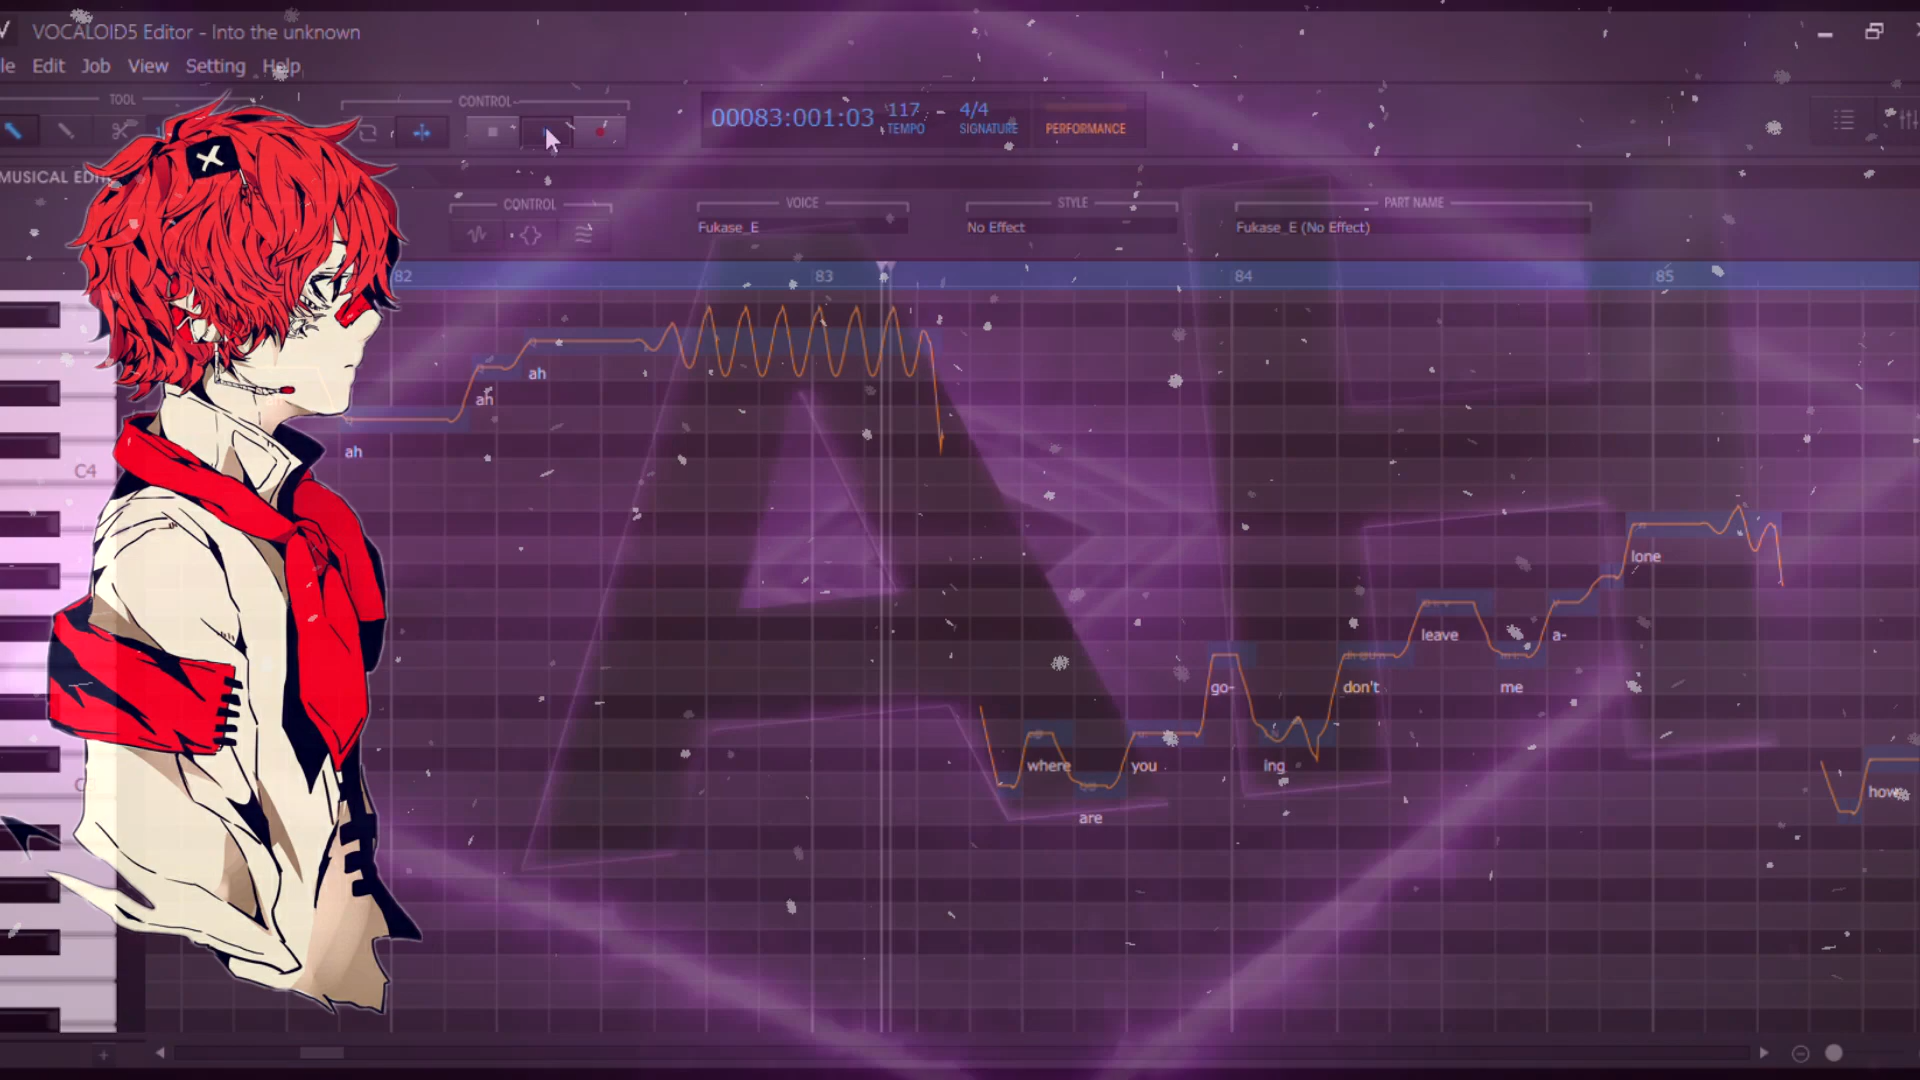 VOCALOID5 Editor - Into the unknown
le Edit Job View Setting Help
TOOL
CONTROL
00083:001:03
117
TEMPO
4/4
SIGNATURE
PERFORMANCE
MUSICAL EDI
CONTROL
VOICE
STYLE
PART NAME
Fukase_E
No Effect
Fukase_E (No Effect)
82 83 84 85
ah
ah
ah
C4
lone
leave
a-
go-
don't
me
where
you
ing
how
are
AH